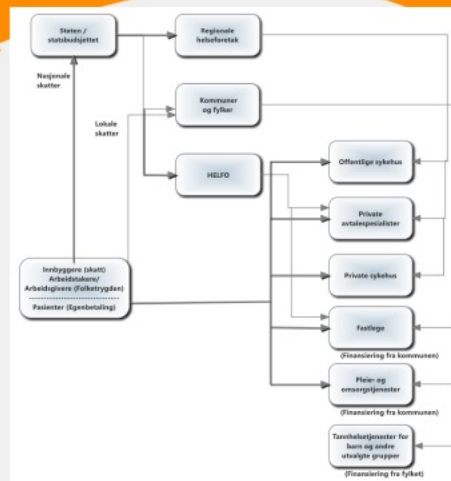 Staten /
statsbudsjettet
Regionale
helseforetak
Nasjonale
skatter
Kommuner
og fylker
Lokale
skatter
Offentlige sykehus
HELFO
Private
avtalespesialister
Innbyggere (skatt)
Arbeidstakere/
Arbeidsgivere (Folketrygden)
Pasienter (Egenbetaling)
Private sykehus
Fastlege
(Finansiering fra kommunen)
Pleie- og
omsorgstjenester
(Finansiering fra kommunen)
Tannhelsetjenester for
barn og andre
utvalgte grupper
(Finansiering fra fylket)